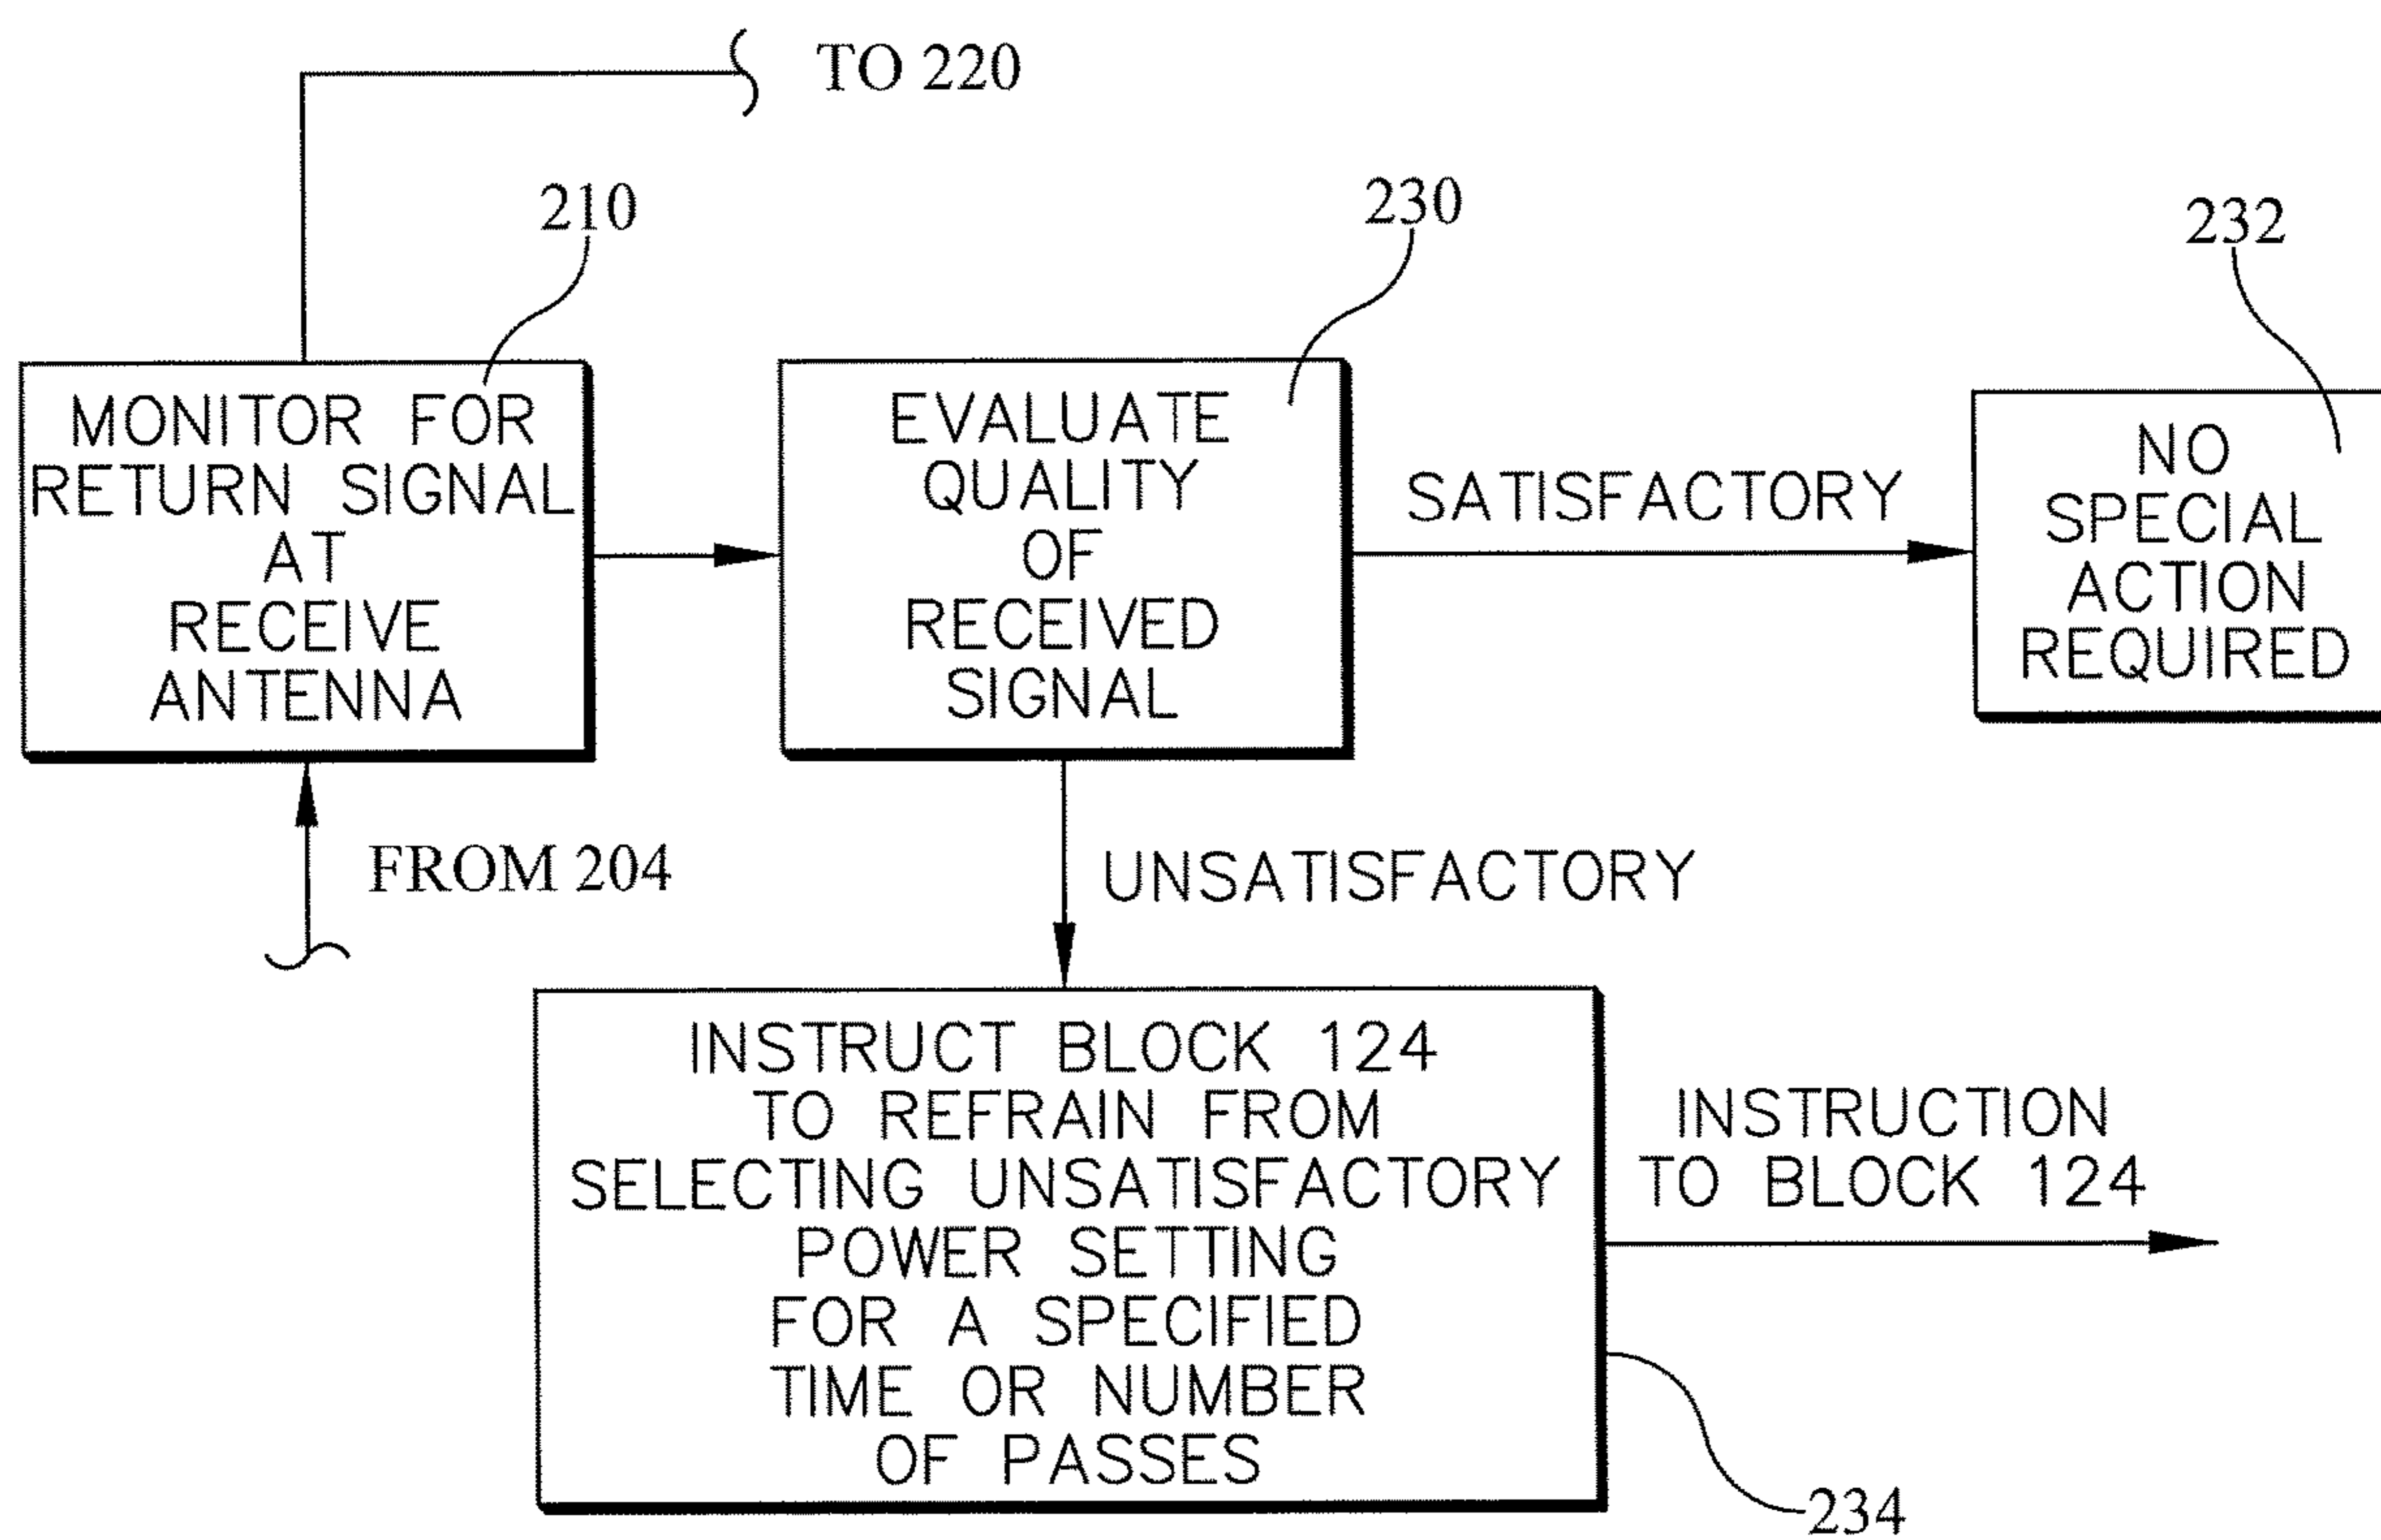 TO 220
210
230
232
MONITOR FOR
RETURN SIGNAL
AT
RECEIVE
ANTENNA
EVALUATE
QUALITY
OF
RECEIVED
SIGNAL
SATISFACTORY
NO
SPECIAL
ACTION
REQUIRED
FROM 204
UNSATISFACTORY
INSTRUCT BLOCK 124
TO REFRAIN FROM
SELECTING UNSATISFACTORY
POWER SETTING
FOR A SPECIFIED
TIME OR NUMBER
OF PASSES
INSTRUCTION
TO BLOCK 124
234